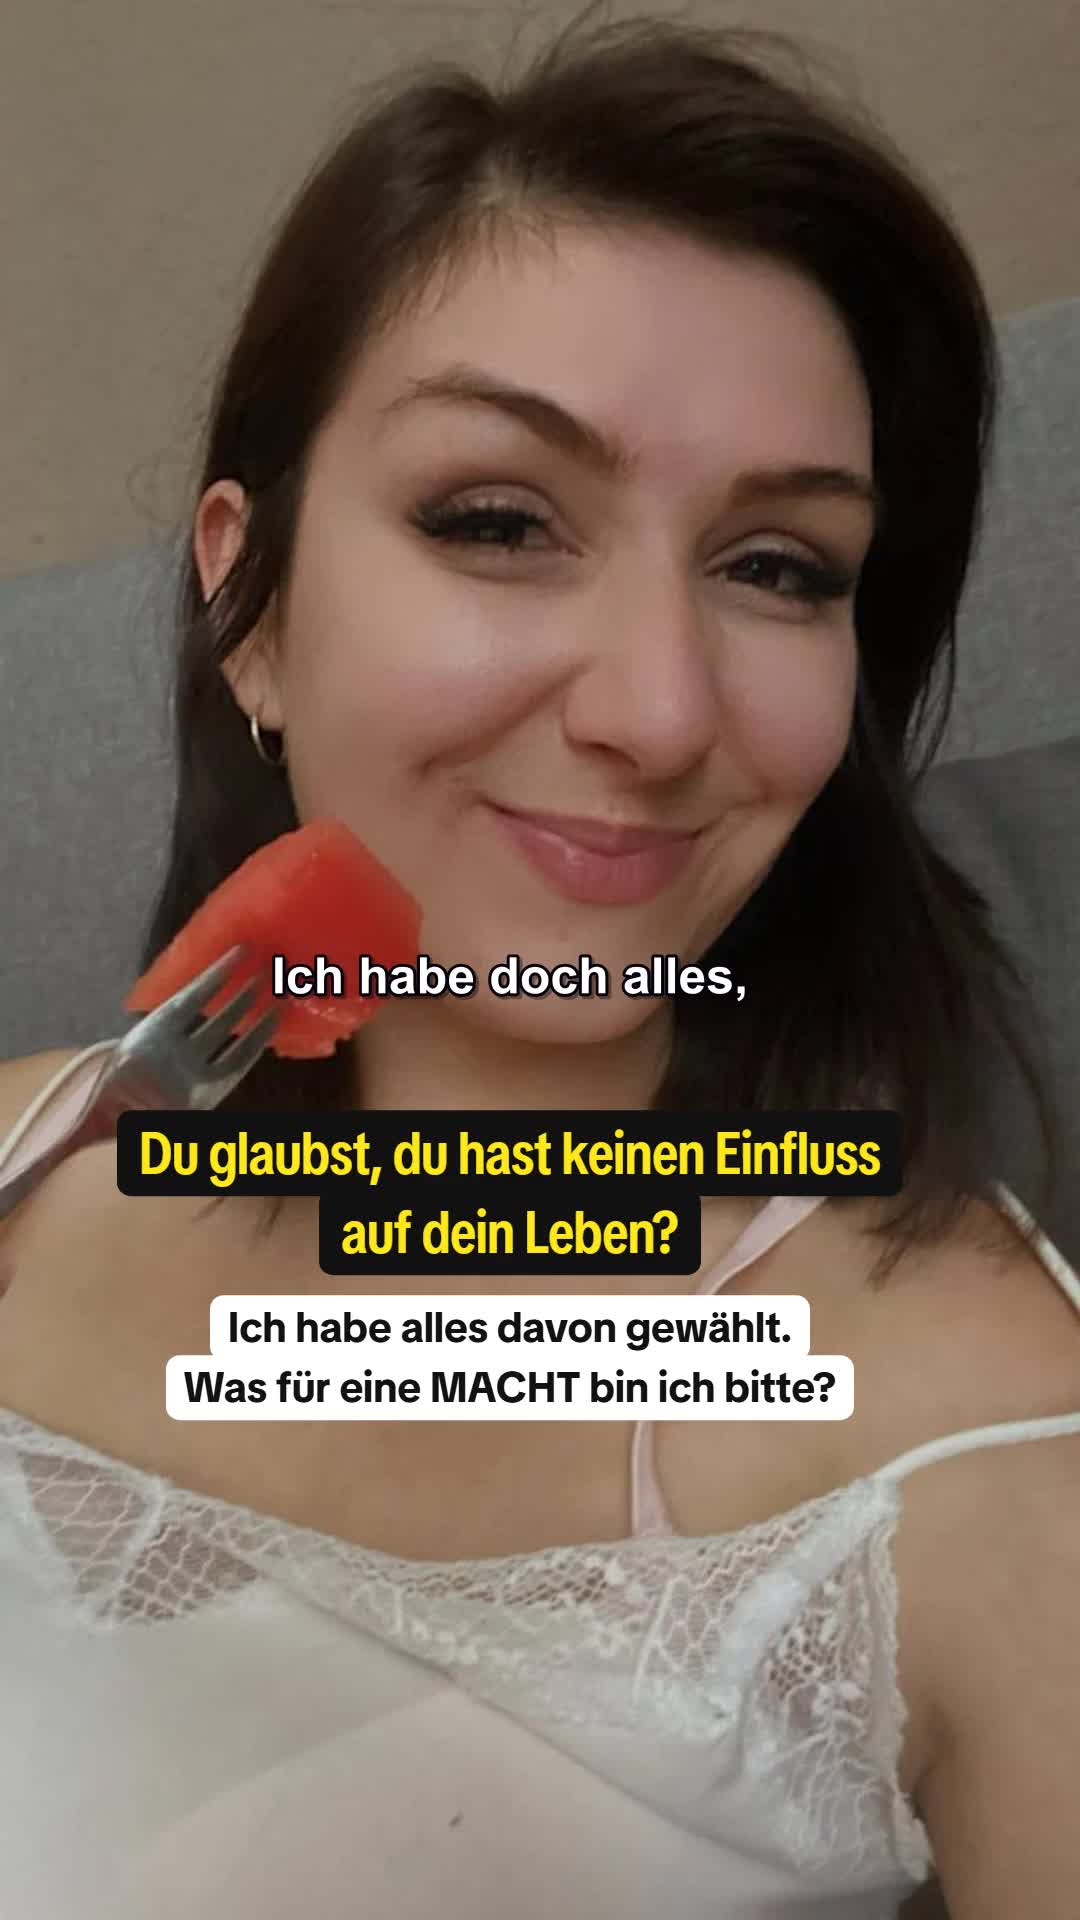 Ich habe doch alles,
Du glaubst, du hast keinen Einfluss
auf dein Leben?
Ich habe alles davon gewählt.
Was für eine MACHT bin ich bitte?